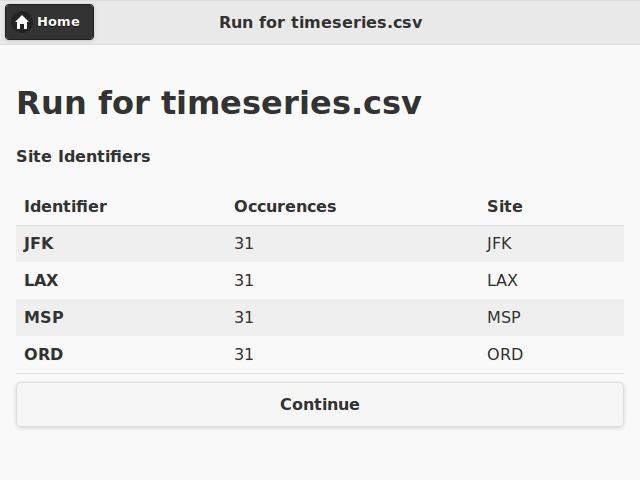 Home
Run for timeseries.csv
Run for timeseries.csv
Site Identifiers
Identifier Occurences Site
JFK 31 JFK
LAX 31 LAX
MSP 31 MSP
ORD 31 ORD
Continue